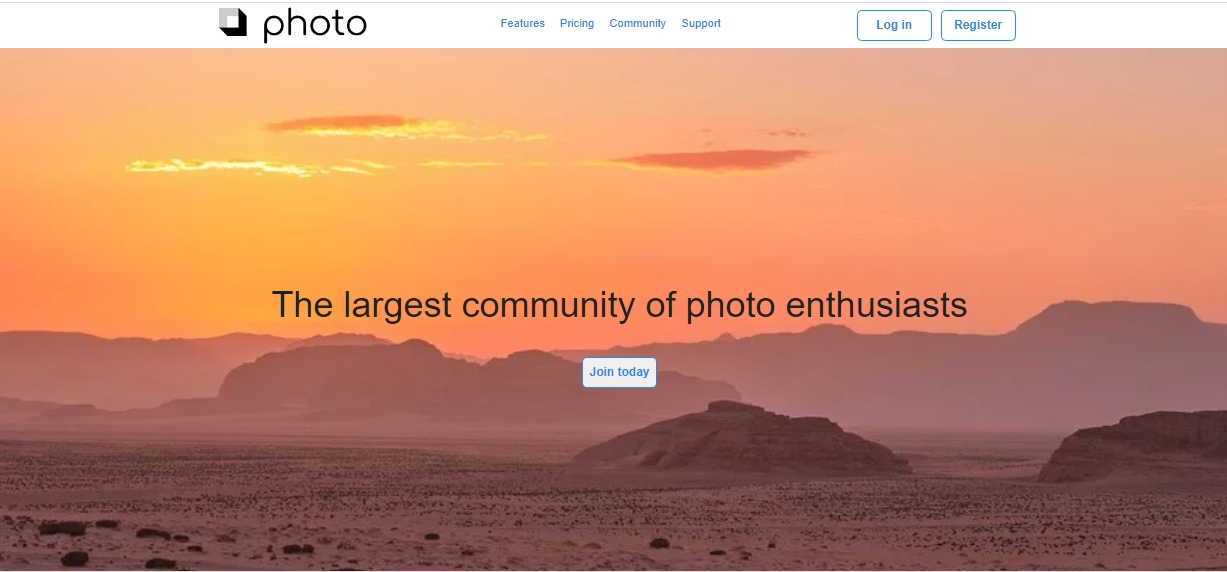 photo
Features Pricing Community Support
Log in Register
The largest community of photo enthusiasts
Join today